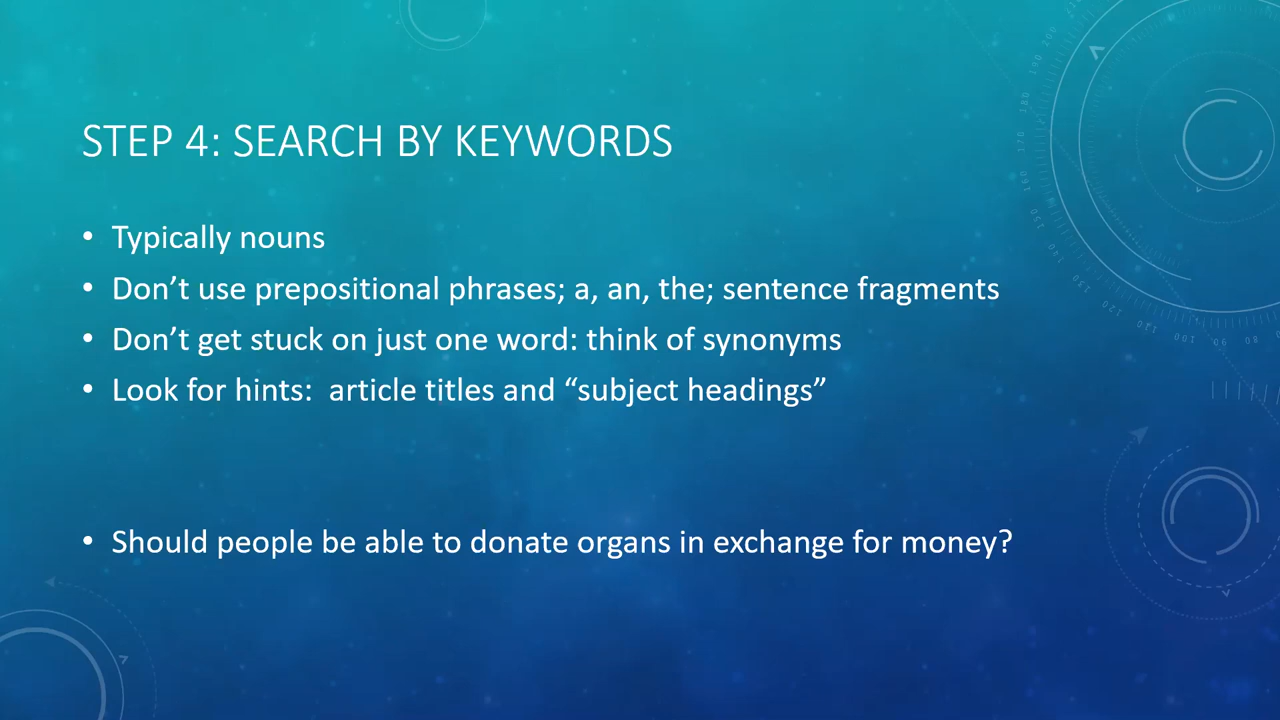 STEP 4: SEARCH BY KEYWORDS
• Typically nouns
• Don’t use prepositional phrases; a, an, the; sentence fragments
• Don’t get stuck on just one word: think of synonyms
• Look for hints:  article titles and “subject headings”
• Should people be able to donate organs in exchange for money?